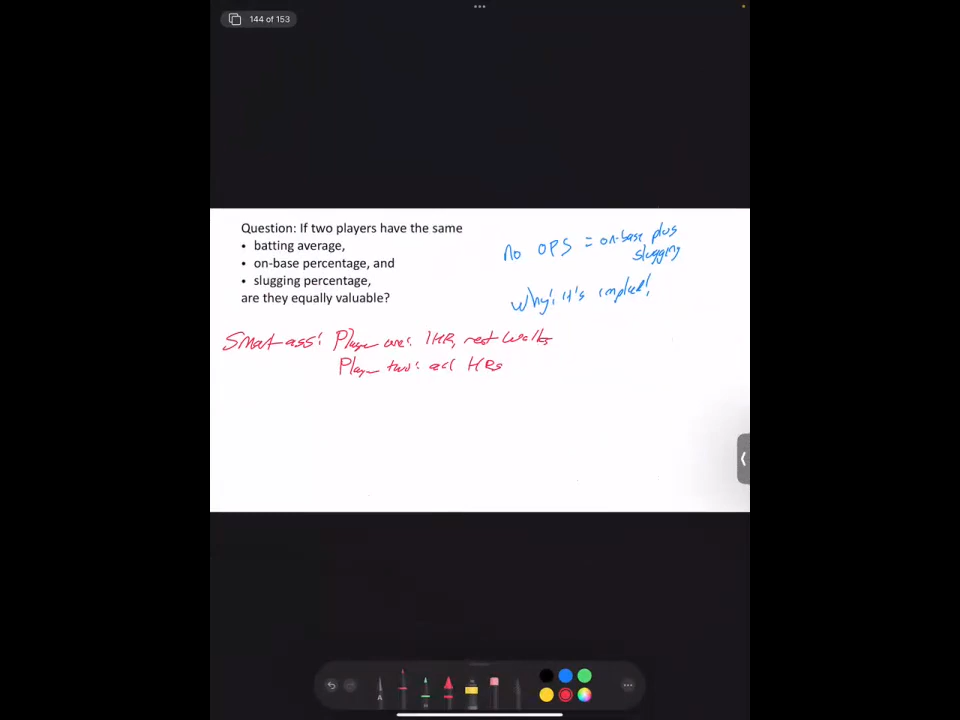 144 of 153
Question: If two players have the same
• batting average,
• on-base percentage, and
• slugging percentage,
are they equally valuable?
no OPS = on-base plus
slugging
Why: it's implied!
Smart ass: Player one: 1HR, rest walks
Player two: all HRs